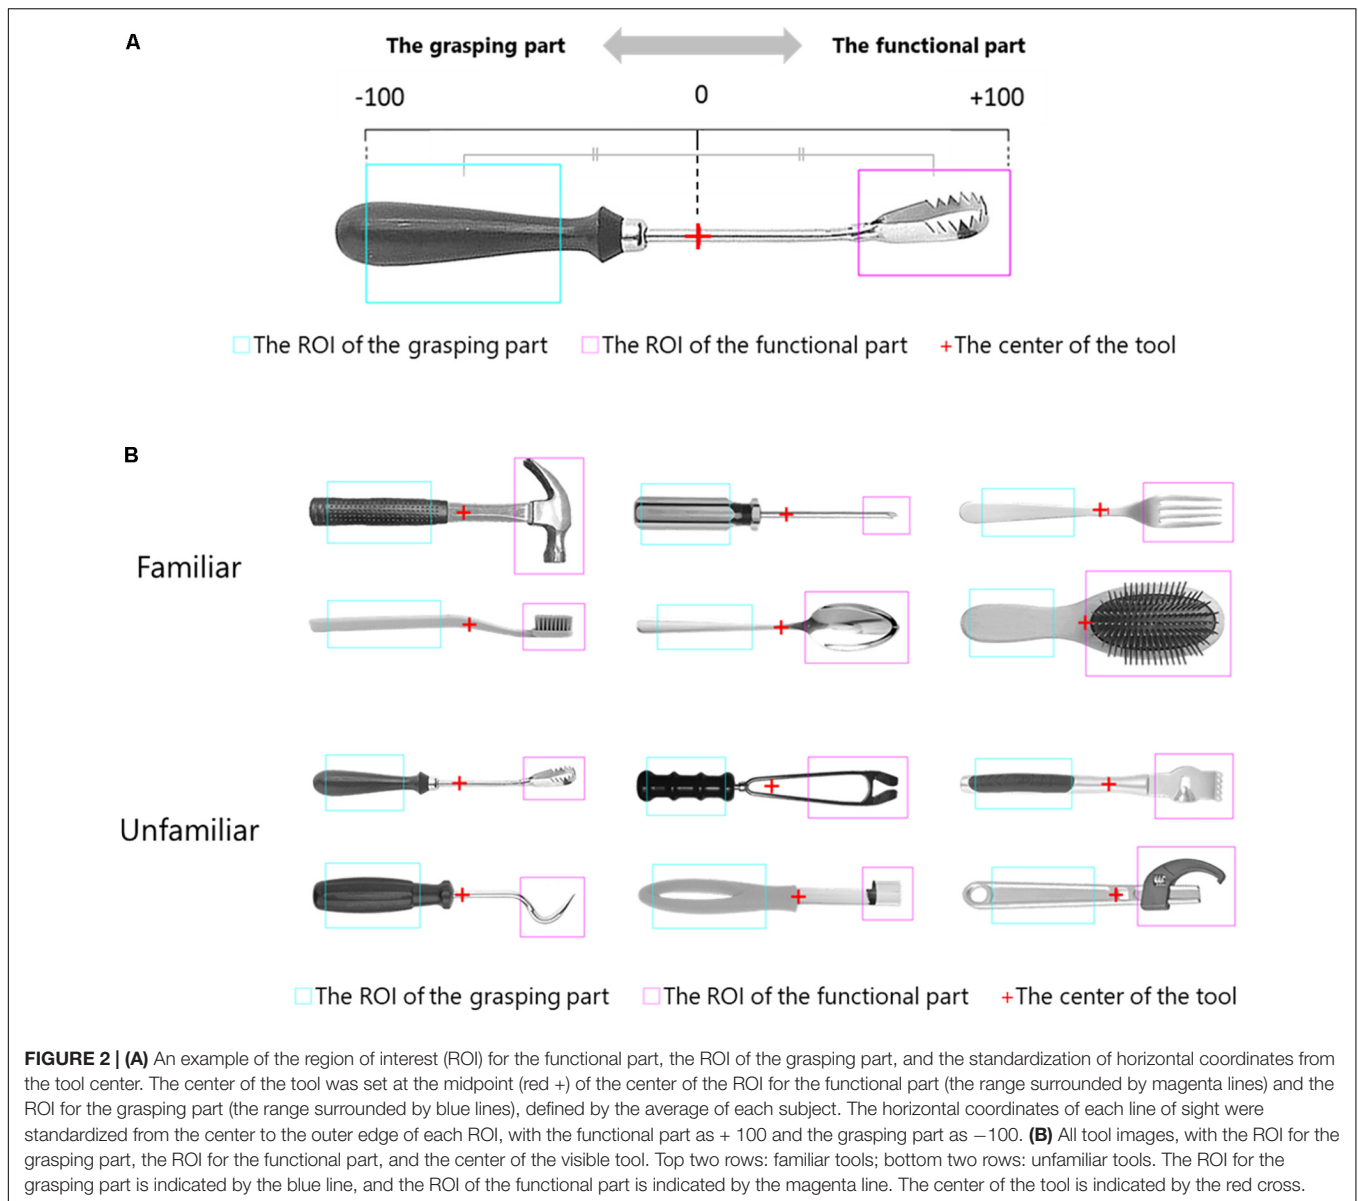 A
The grasping part The functional part
-100 0 +100
The ROI of the grasping part The ROI of the functional part +The center of the tool
B
Familiar
Unfamiliar
The ROI of the grasping part The ROI of the functional part +The center of the tool
FIGURE 2 | (A) An example of the region of interest (ROI) for the functional part, the ROI of the grasping part, and the standardization of horizontal coordinates from
the tool center. The center of the tool was set at the midpoint (red +) of the center of the ROI for the functional part (the range surrounded by magenta lines) and the
ROI for the grasping part (the range surrounded by blue lines), defined by the average of each subject. The horizontal coordinates of each line of sight were
standardized from the center to the outer edge of each ROI, with the functional part as + 100 and the grasping part as −100. (B) All tool images, with the ROI for the
grasping part, the ROI for the functional part, and the center of the visible tool. Top two rows: familiar tools; bottom two rows: unfamiliar tools. The ROI for the
grasping part is indicated by the blue line, and the ROI of the functional part is indicated by the magenta line. The center of the tool is indicated by the red cross.